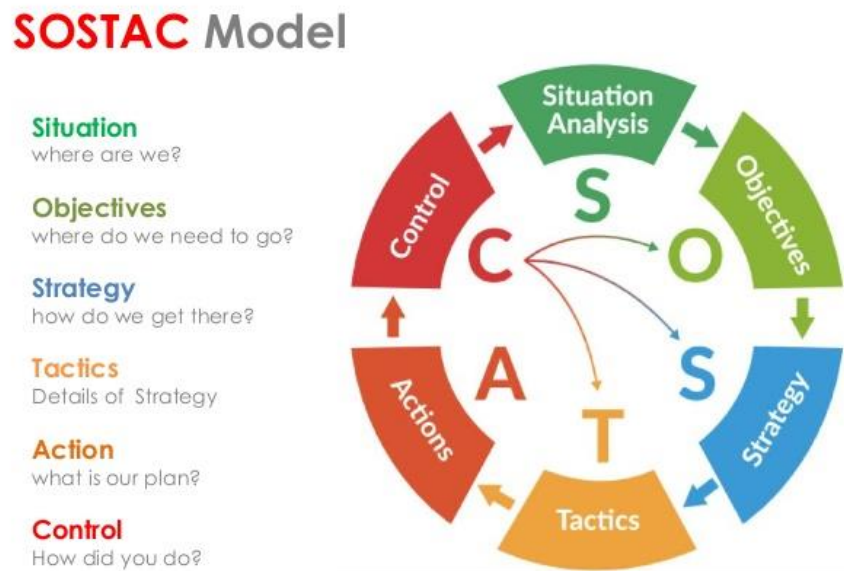 SOSTAC Model
Situation
where are we?
Objectives
where do we need to go?
Strategy
how do we get there?
Tactics
Details of Strategy
Action
what is our plan?
Control
How did you do?
Situation
Analysis
Objectives
Strategy
Tactics
Actions
Control
S
O
S
T
A
C